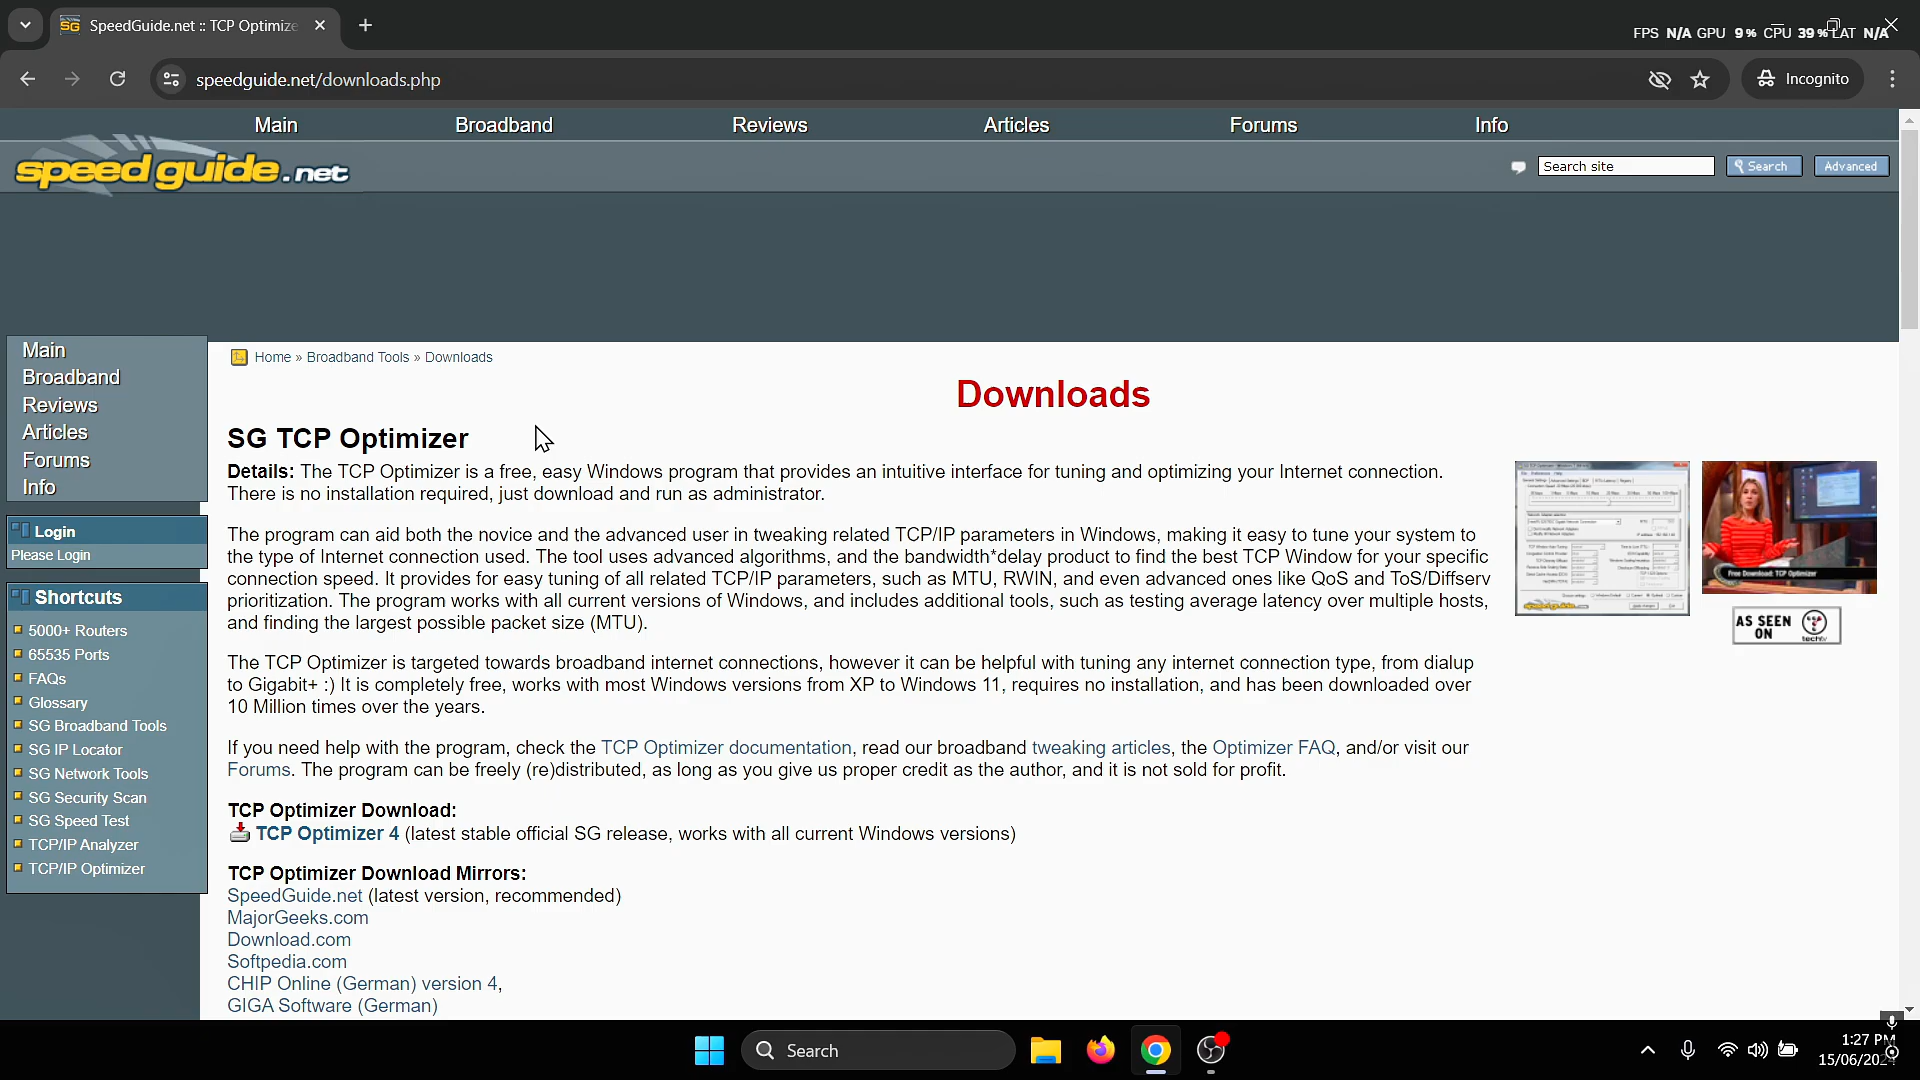 SpeedGuide.net :: TCP Optimize
FPS N/A GPU 9% CPU 39% LAT N/A
speedguide.net/downloads.php
Incognito
Main Broadband Reviews Articles Forums Info
speed guide.net
Search site
Search
Advanced
Main
Broadband
Reviews
Articles
Forums
Info
Login
Please Login
Shortcuts
5000+ Routers
65535 Ports
FAQs
Glossary
SG Broadband Tools
SG IP Locator
SG Network Tools
SG Security Scan
SG Speed Test
TCP/IP Analyzer
TCP/IP Optimizer
Home » Broadband Tools » Downloads
Downloads
SG TCP Optimizer
Details: The TCP Optimizer is a free, easy Windows program that provides an intuitive interface for tuning and optimizing your Internet connection.
There is no installation required, just download and run as administrator.
The program can aid both the novice and the advanced user in tweaking related TCP/IP parameters in Windows, making it easy to tune your system to
the type of Internet connection used. The tool uses advanced algorithms, and the bandwidth*delay product to find the best TCP Window for your specific
connection speed. It provides for easy tuning of all related TCP/IP parameters, such as MTU, RWIN, and even advanced ones like QoS and ToS/Diffserv
prioritization. The program works with all current versions of Windows, and includes additional tools, such as testing average latency over multiple hosts,
and finding the largest possible packet size (MTU).
The TCP Optimizer is targeted towards broadband internet connections, however it can be helpful with tuning any internet connection type, from dialup
to Gigabit+ :) It is completely free, works with most Windows versions from XP to Windows 11, requires no installation, and has been downloaded over
10 Million times over the years.
If you need help with the program, check the TCP Optimizer documentation, read our broadband tweaking articles, the Optimizer FAQ, and/or visit our
Forums. The program can be freely (re)distributed, as long as you give us proper credit as the author, and it is not sold for profit.
TCP Optimizer Download:
TCP Optimizer 4 (latest stable official SG release, works with all current Windows versions)
TCP Optimizer Download Mirrors:
SpeedGuide.net (latest version, recommended)
MajorGeeks.com
Download.com
Softpedia.com
CHIP Online (German) version 4,
GIGA Software (German)
Free Download: TCP Optimizer
AS SEEN
ON
techtv
Search
1:27 PM
15/06/202